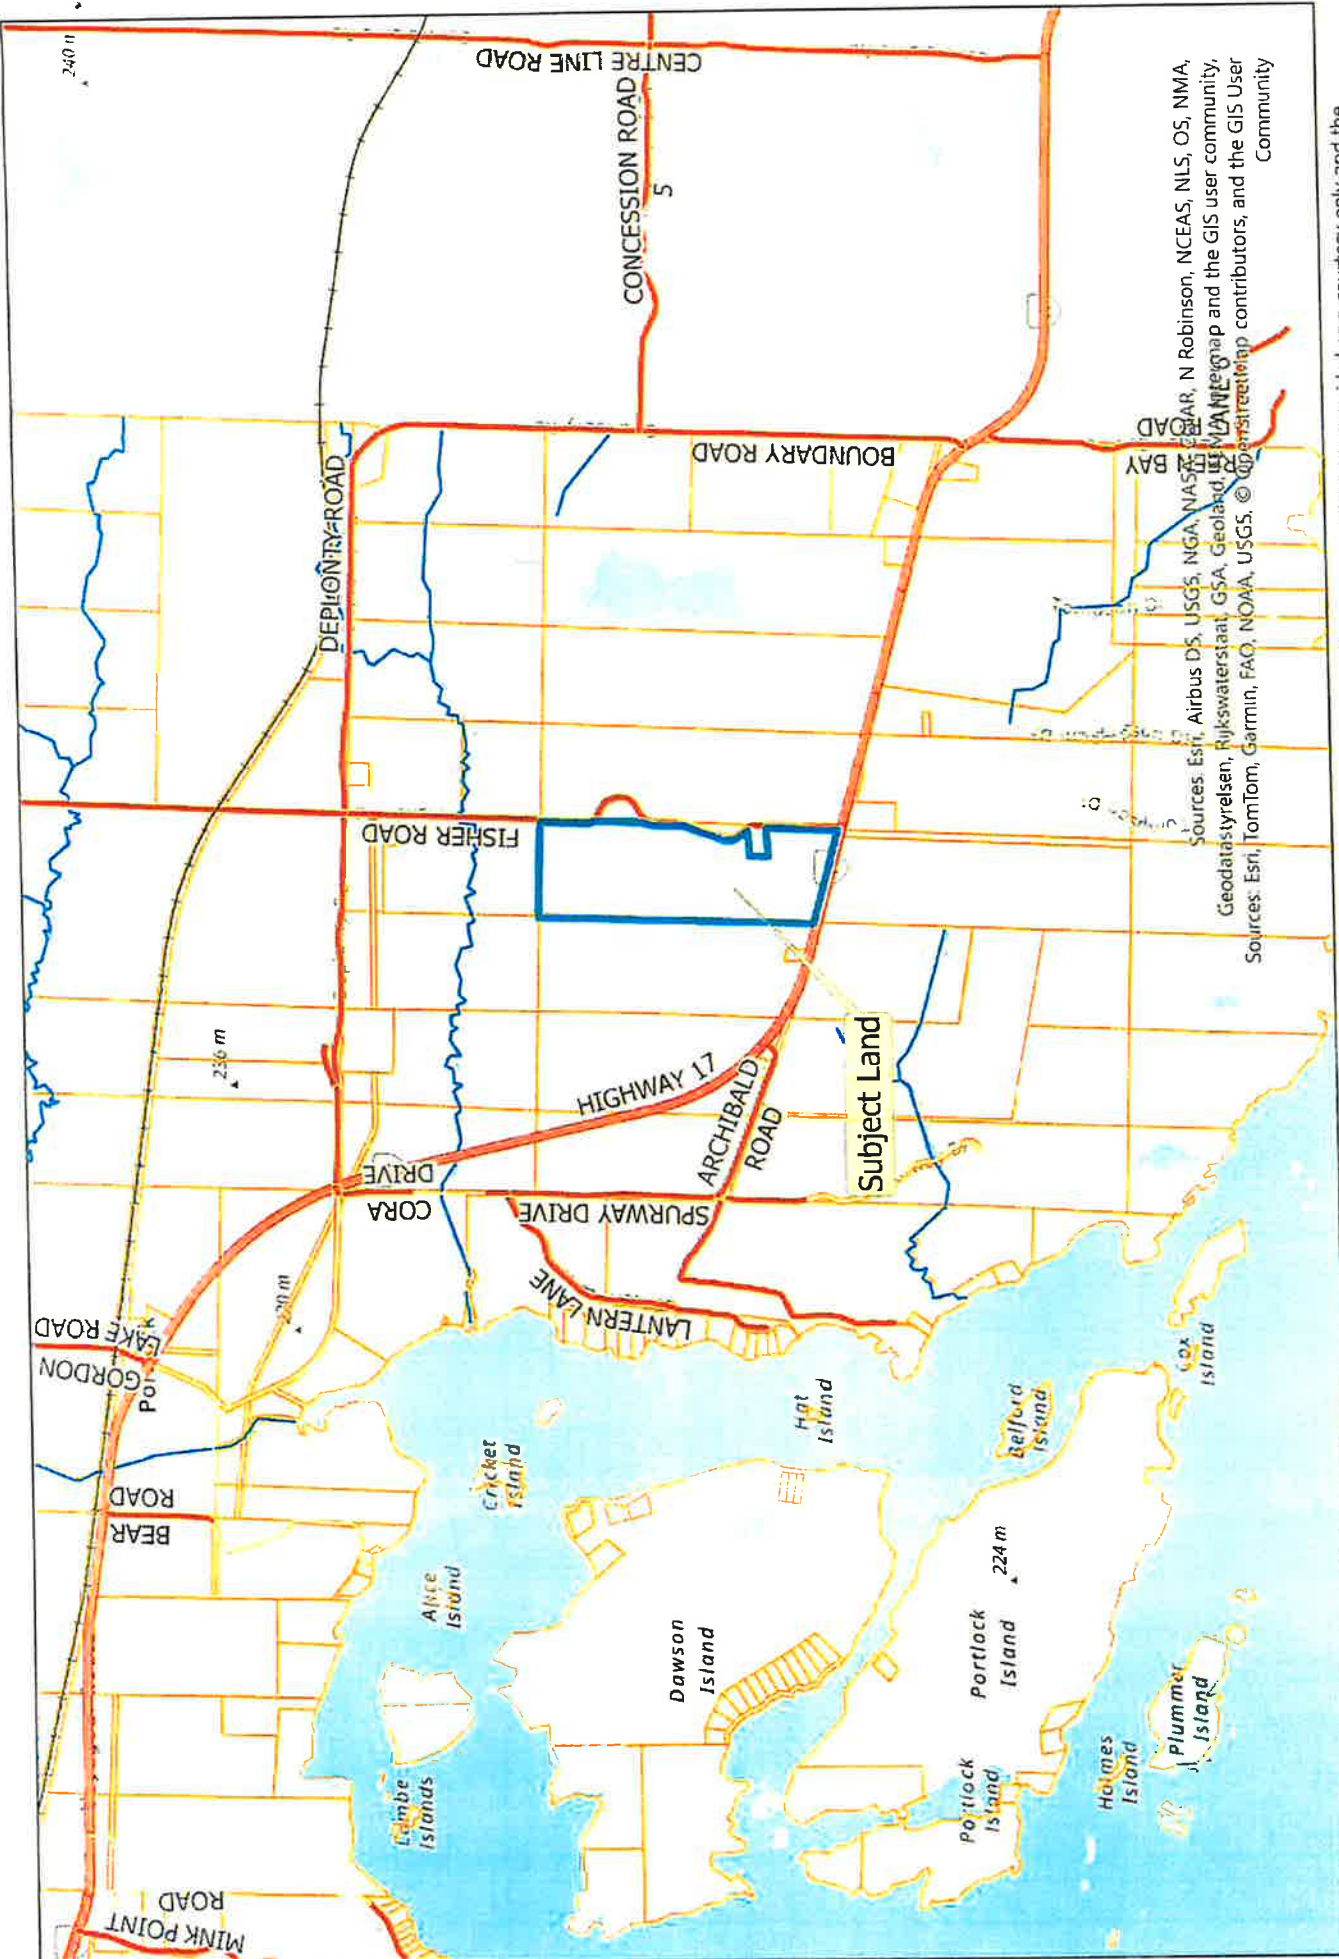 240 m
CENTRE LINE ROAD
CONCESSION ROAD
5
DEPLONTY ROAD
BOUNDARY ROAD
FISHER ROAD
236 m
HIGHWAY 17
ARCHIBALD
ROAD
Subject Land
CORA
DRIVE
SPURWAY DRIVE
LANTERN LANE
220 m
GORDON
LAKE ROAD
BEAR
ROAD
MINK POINT
ROAD
Cricket
Island
Hat
Island
Belford
Island
Cox
Island
Alice
Island
Dawson
Island
224 m
Portlock
Island
Lambe
Islands
Portlock
Island
Holmes
Island
Plummer
Island
BAY
ROAD
Sources: Esri, Airbus DS, USGS, NGA, NASA, CGIAR, N Robinson, NCEAS, NLS, OS, NMA,
Geodatastyrelsen, Rijkswaterstaat, GSA, Geoland, FEMA, Intermap and the GIS user community,
Sources: Esri, TomTom, Garmin, FAO, NOAA, USGS, © OpenStreetMap contributors, and the GIS User
Community